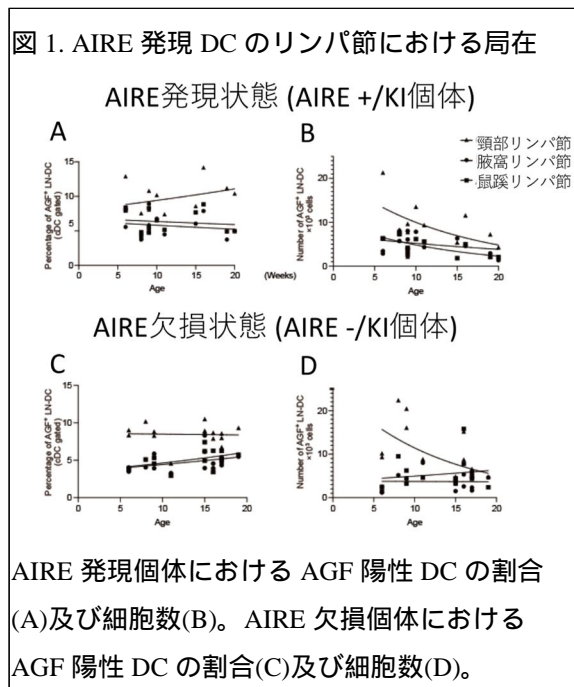 図 1. AIRE 発現 DC のリンパ節における局在
AIRE発現状態 (AIRE +/KI個体)
A
B
▲ 頸部リンパ節
● 腋窩リンパ節
■ 鼠蹊リンパ節
Percentage of AGF⁺ LN-DC
(cDC gated)
15
10
5
0
0 5 10 15 20
(Weeks)
Age
Number of AGF⁺ LN-DC
×10³ cells
20
10
0
0 5 10 15 20
Age
AIRE欠損状態 (AIRE -/KI個体)
C
D
Percentage of AGF⁺ LN-DC
(cDC gated)
15
10
5
0
0 5 10 15 20
Age
Number of AGF⁺ LN-DC
×10³ cells
20
10
0
0 5 10 15 20
Age
AIRE 発現個体における AGF 陽性 DC の割合
(A)及び細胞数(B)。AIRE 欠損個体における
AGF 陽性 DC の割合(C)及び細胞数(D)。